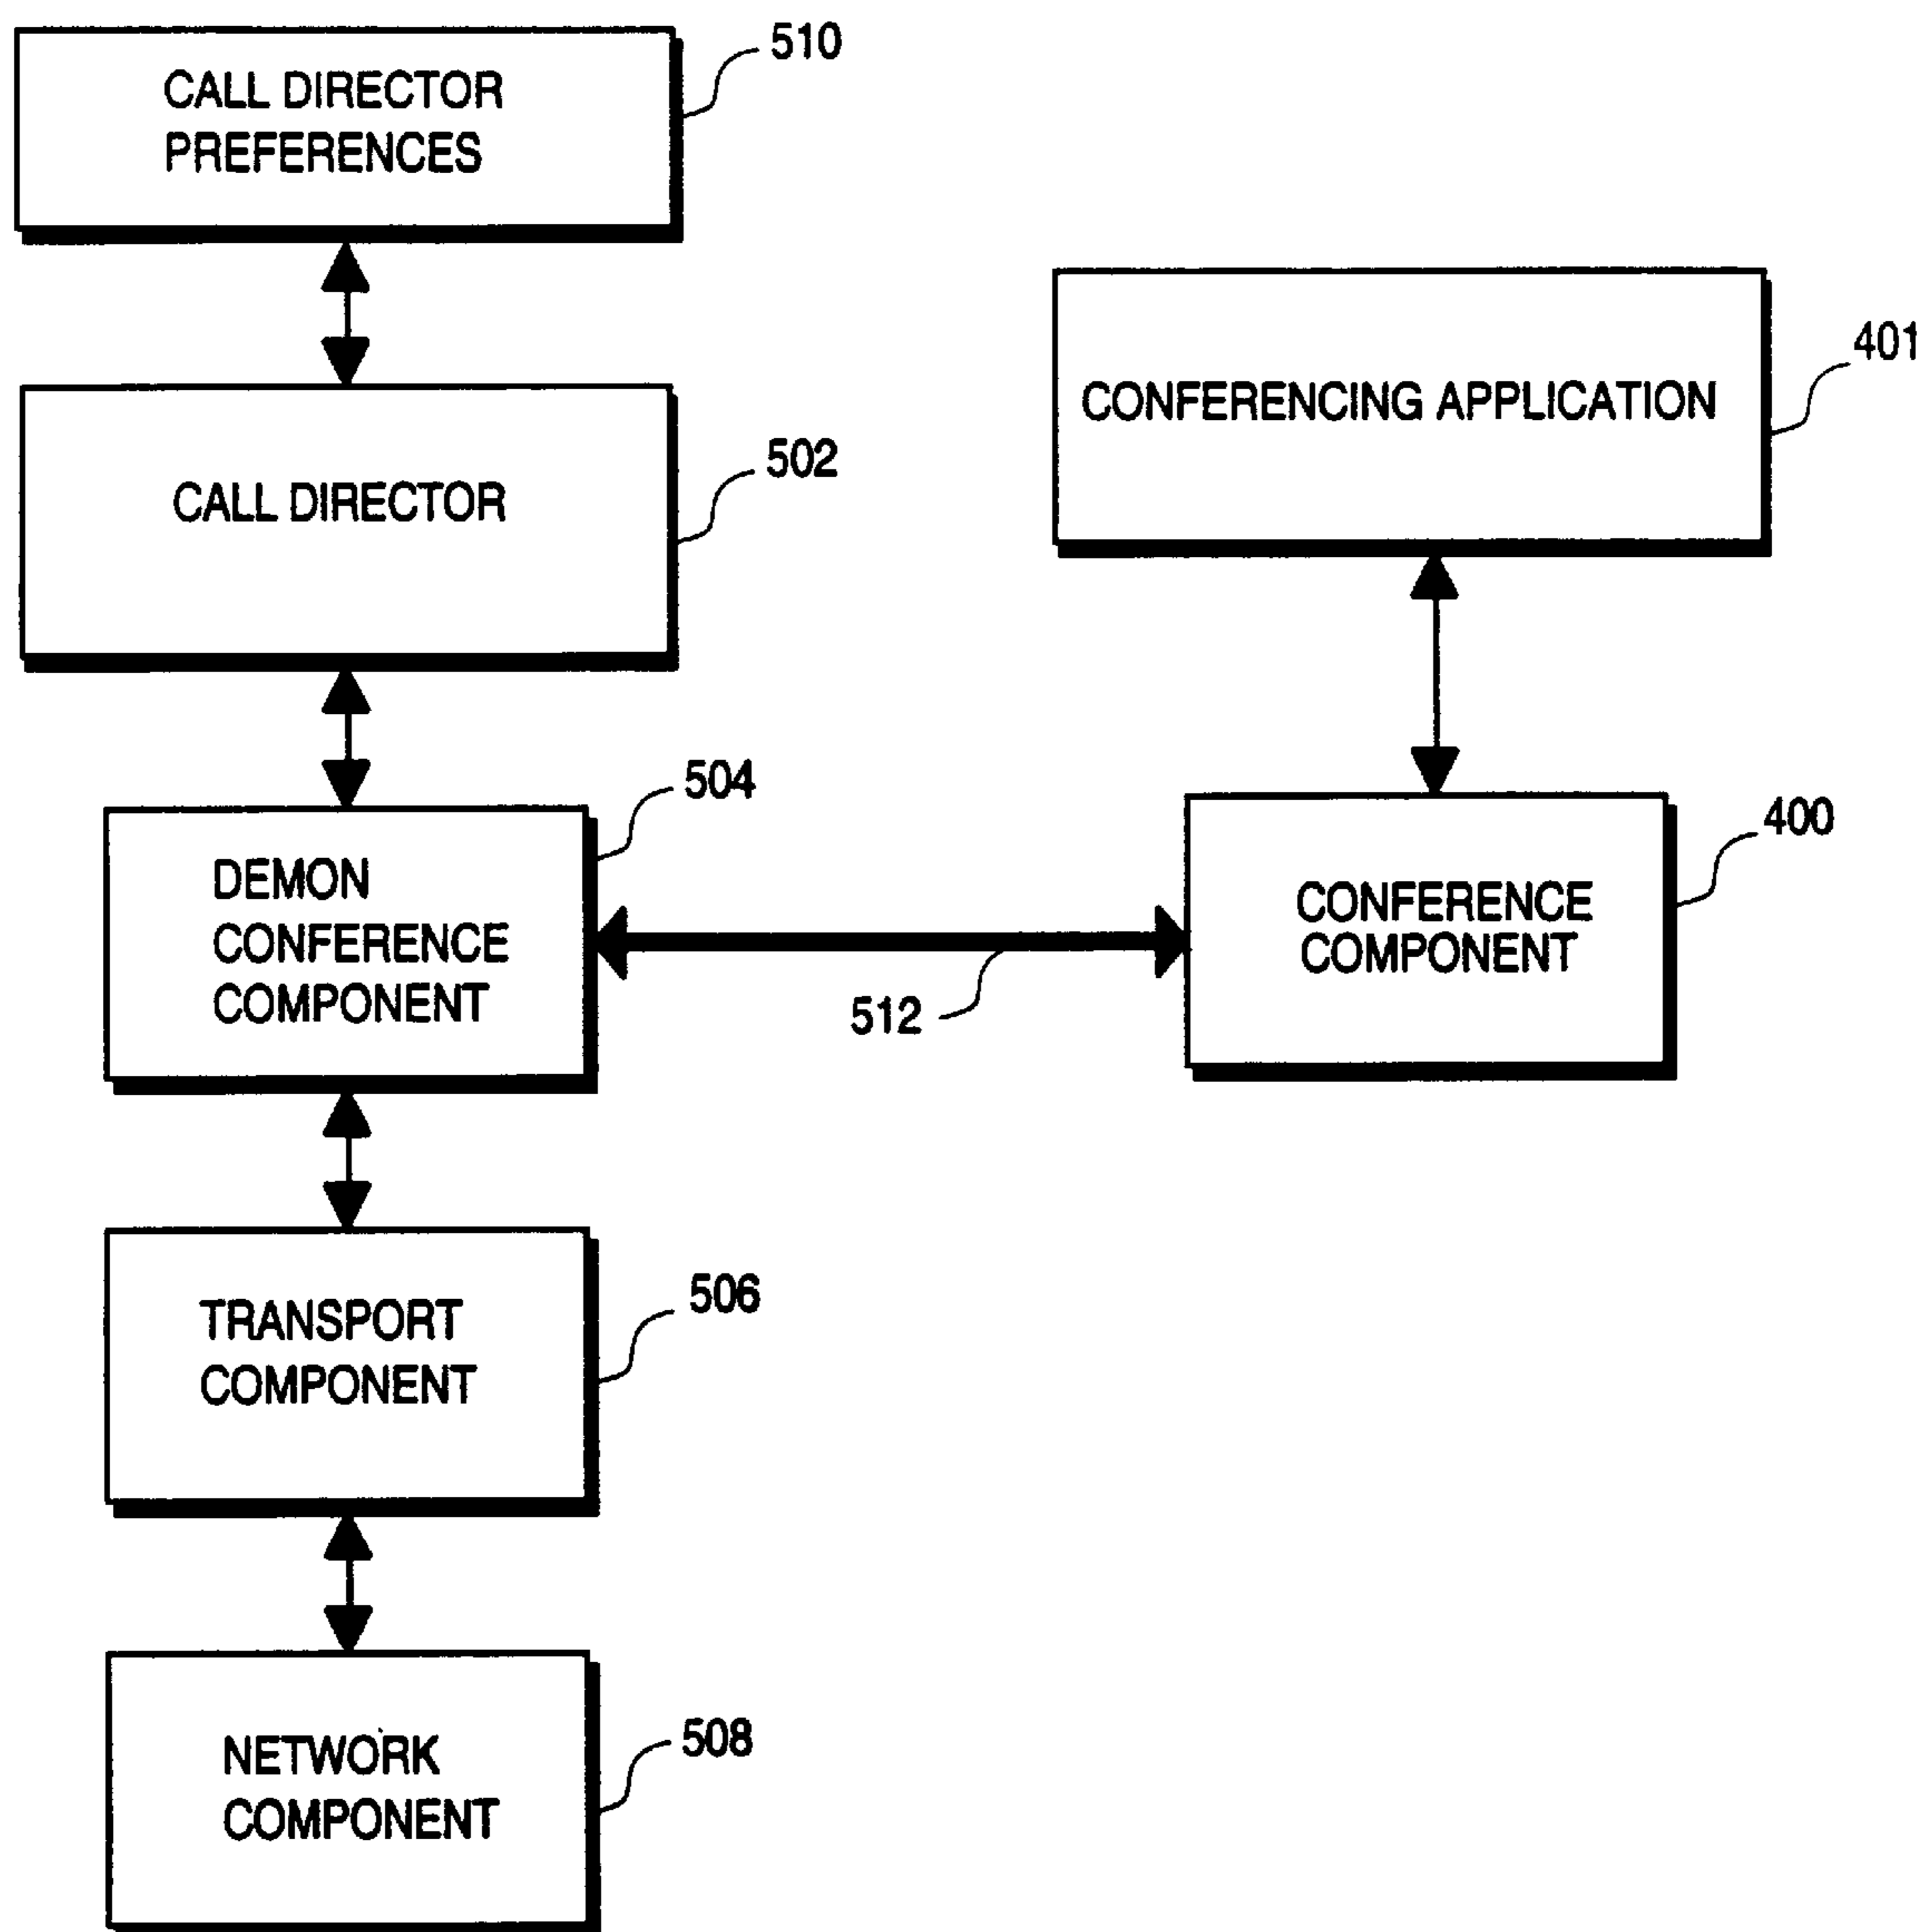 510
CALL DIRECTOR
PREFERENCES
401
CONFERENCING APPLICATION
502
CALL DIRECTOR
504
400
DEMON
CONFERENCE
COMPONENT
CONFERENCE
COMPONENT
512
506
TRANSPORT
COMPONENT
508
NETWORK
COMPONENT